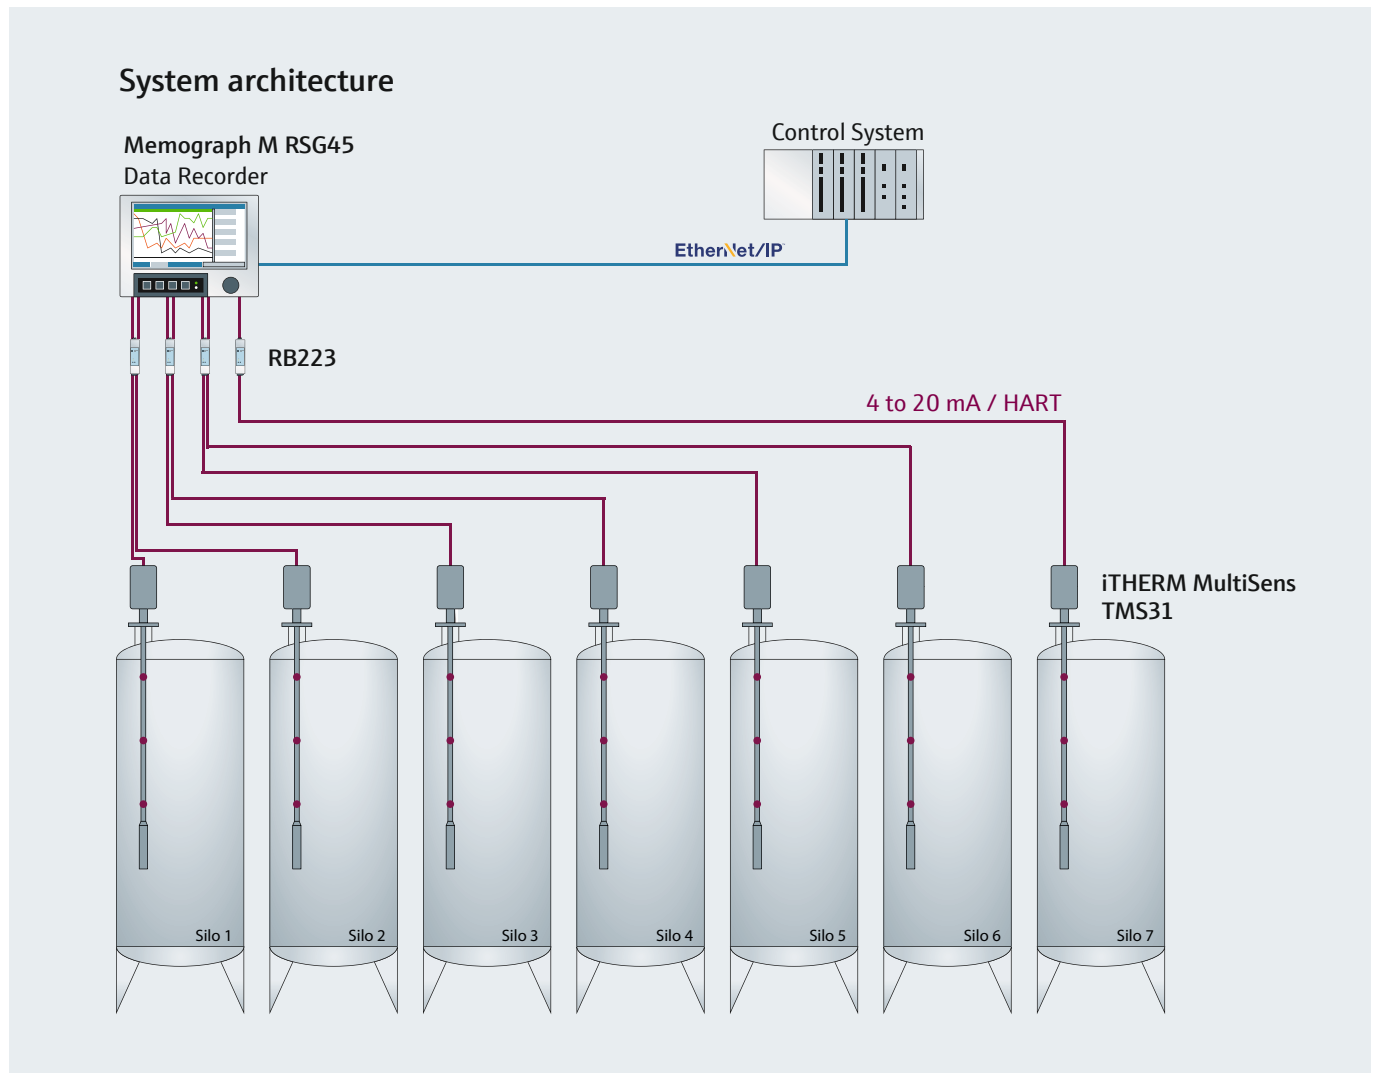 System architecture
Memograph M RSG45
Data Recorder
Control System
EtherNet/IP
RB223
4 to 20 mA / HART
iTHERM MultiSens
TMS31
Silo 1
Silo 2
Silo 3
Silo 4
Silo 5
Silo 6
Silo 7